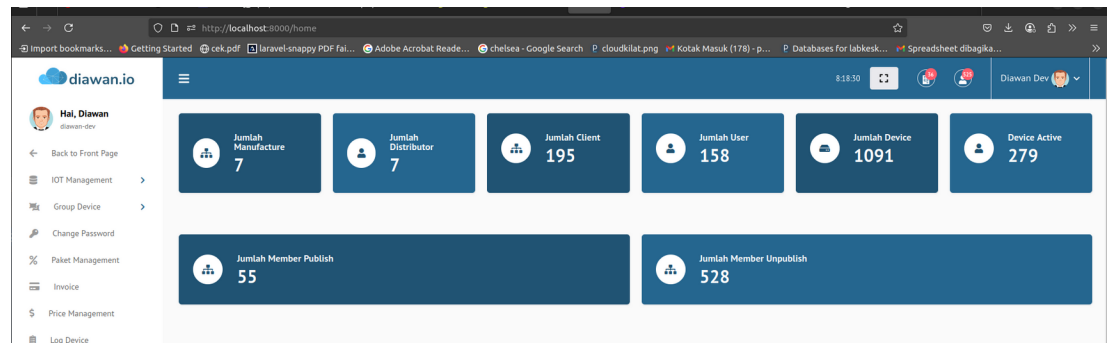 http://localhost:8000/home
Import bookmarks... Getting Started cek.pdf laravel-snappy PDF fai... Adobe Acrobat Reade... chelsea - Google Search cloudkilat.png Kotak Masuk (178) - p... Databases for labkesk... Spreadsheet dibagika...
diawan.io
8:18:30
Diawan Dev
Hai, Diawan
diawan-dev
Back to Front Page
IOT Management
Group Device
Change Password
Paket Management
Invoice
Price Management
Log Device
Jumlah
Manufacture
7
Jumlah
Distributor
7
Jumlah Client
195
Jumlah User
158
Jumlah Device
1091
Device Active
279
Jumlah Member Publish
55
Jumlah Member Unpublish
528